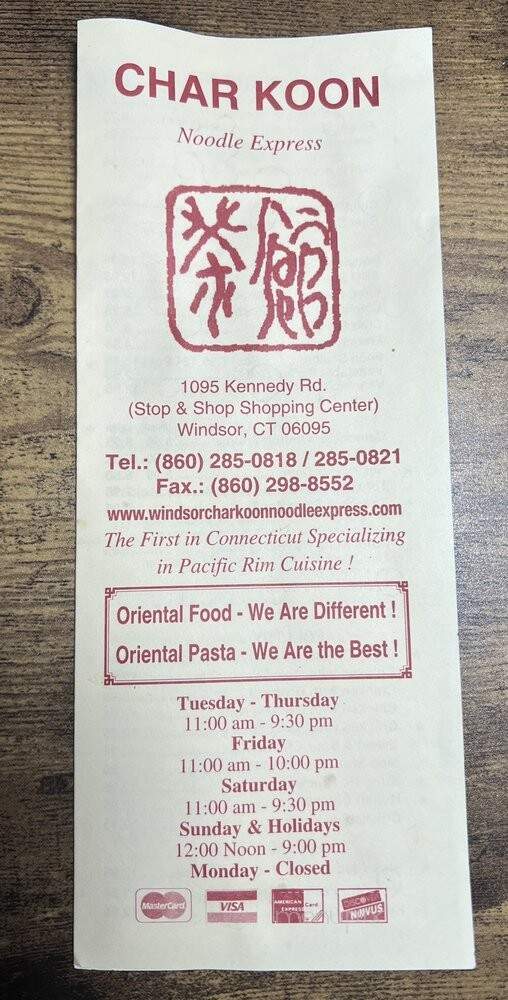 CHAR KOON
Noodle Express
茶館
1095 Kennedy Rd.
(Stop & Shop Shopping Center)
Windsor, CT 06095
Tel.: (860) 285-0818 / 285-0821
Fax.: (860) 298-8552
www.windsorcharkoonnoodleexpress.com
The First in Connecticut Specializing
in Pacific Rim Cuisine !
Oriental Food - We Are Different !
Oriental Pasta - We Are the Best !
Tuesday - Thursday
11:00 am - 9:30 pm
Friday
11:00 am - 10:00 pm
Saturday
11:00 am - 9:30 pm
Sunday & Holidays
12:00 Noon - 9:00 pm
Monday - Closed
MasterCard VISA AMERICAN EXPRESS Card DISCOVER NOVUS